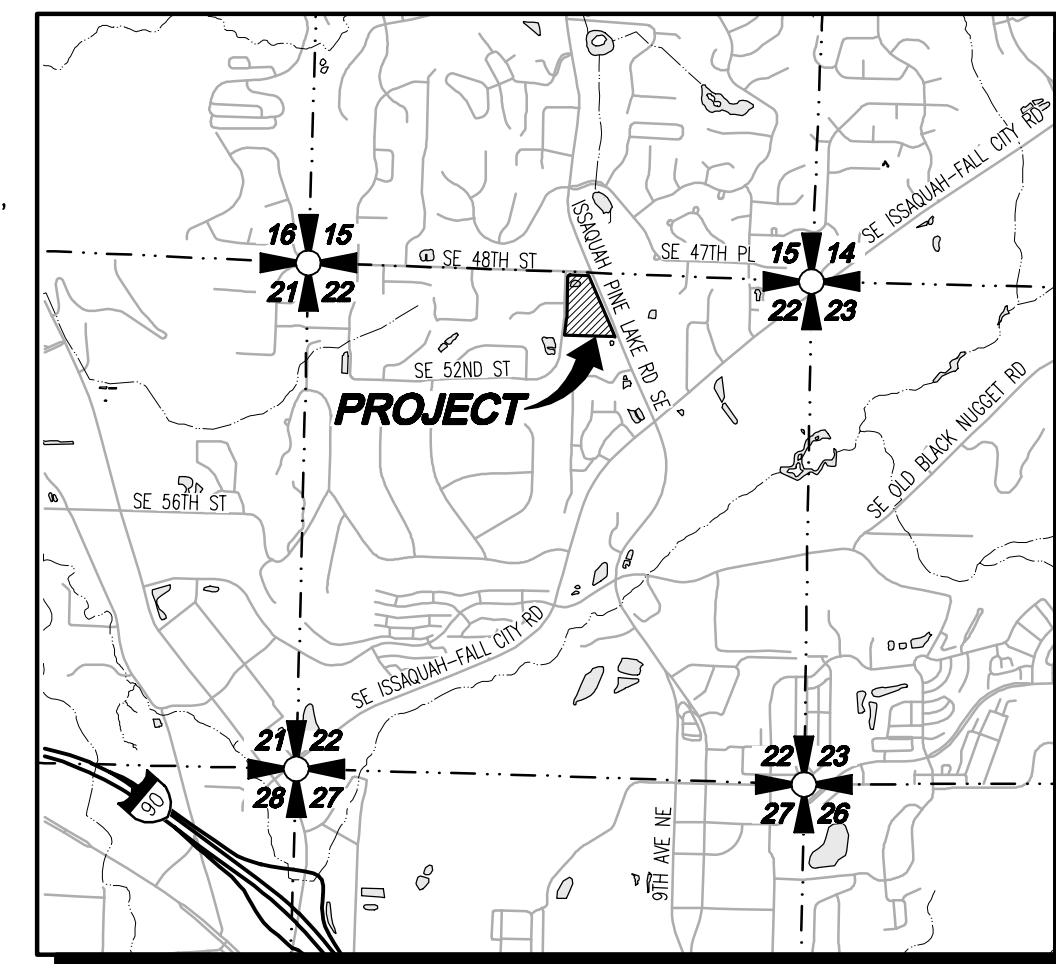 SE ISSAQUAH-FALL CITY RD
ISSAQUAH PINE LAKE RD SE
16 15
21 22
SE 48TH ST
SE 47TH PL
15 14
22 23
SE 52ND ST
PROJECT
SE OLD BLACK NUGGET RD
SE 56TH ST
SE ISSAQUAH-FALL CITY RD
21 22
28 27
22 23
27 26
90
9TH AVE NE
,